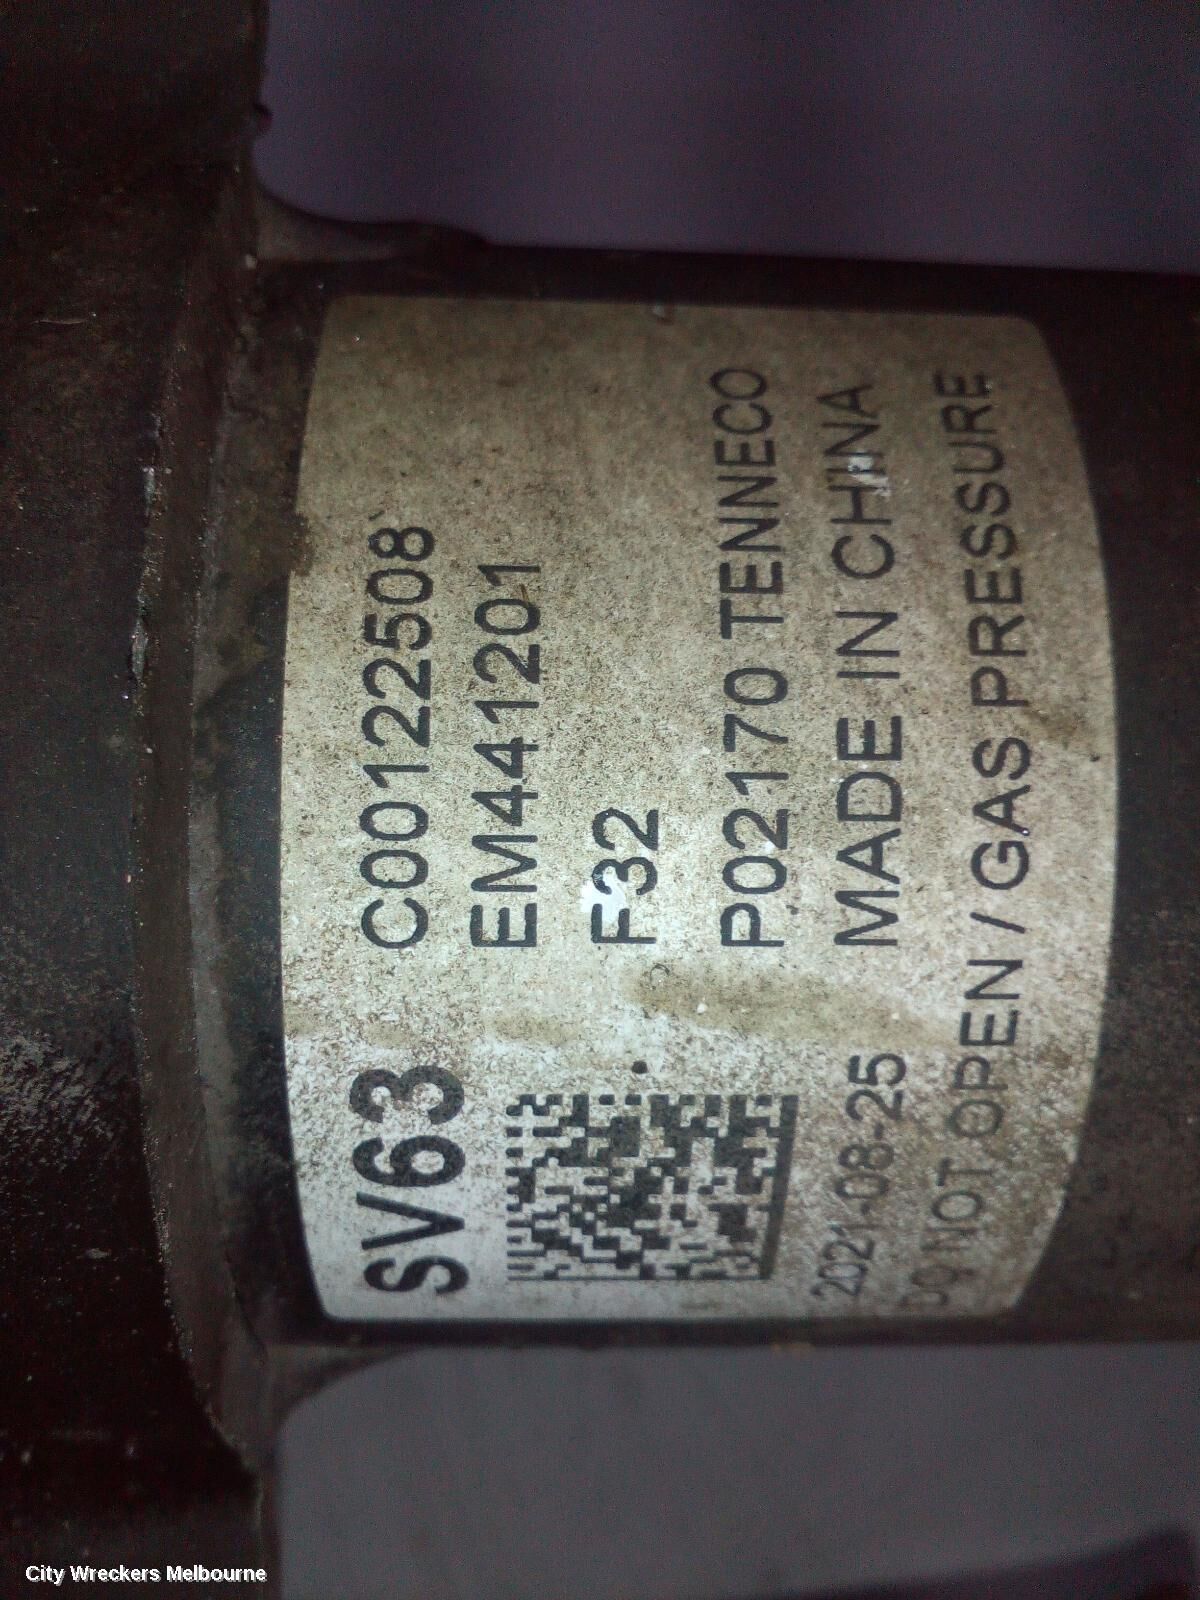 SV63
C00122508
EM441201
F32
P02170 TENNECO
2021-08-25 MADE IN CHINA
DO NOT OPEN / GAS PRESSURE
City Wreckers Melbourne